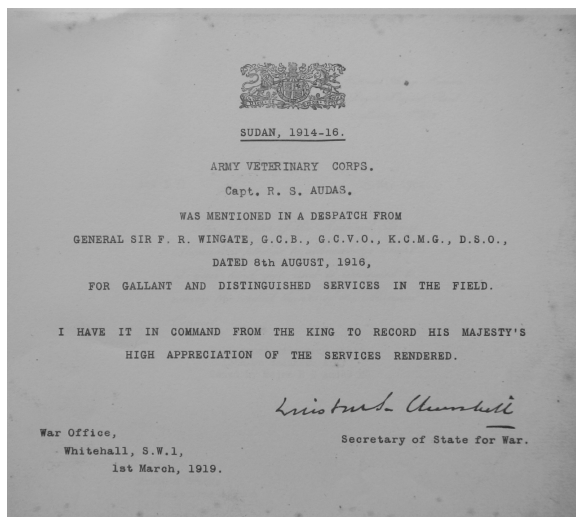 SUDAN, 1914-16.
ARMY VETERINARY CORPS.
Capt. R. S. AUDAS.
WAS MENTIONED IN A DESPATCH FROM
GENERAL SIR F. R. WINGATE, G.C.B., G.C.V.O., K.C.M.G., D.S.O.,
DATED 8th AUGUST, 1916,
FOR GALLANT AND DISTINGUISHED SERVICES IN THE FIELD.
I HAVE IT IN COMMAND FROM THE KING TO RECORD HIS MAJESTY'S
HIGH APPRECIATION OF THE SERVICES RENDERED.
Winston S. Churchill
War Office,
Secretary of State for War.
Whitehall, S.W.1,
1st March, 1919.